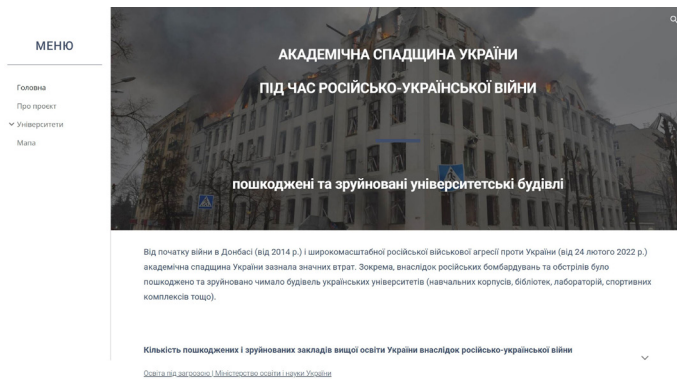 МЕНЮ
Головна
Про проєкт
Університети
Мапа
АКАДЕМІЧНА СПАДЩИНА УКРАЇНИ
ПІД ЧАС РОСІЙСЬКО-УКРАЇНСЬКОЇ ВІЙНИ
пошкоджені та зруйновані університетські будівлі
Від початку війни в Донбасі (від 2014 р.) і широкомасштабної російської військової агресії проти України (від 24 лютого 2022 р.)
академічна спадщина України зазнала значних втрат. Зокрема, внаслідок російських бомбардувань та обстрілів було
пошкоджено та зруйновано чимало будівель українських університетів (навчальних корпусів, бібліотек, лабораторій, спортивних
комплексів тощо).
Кількість пошкоджених і зруйнованих закладів вищої освіти України внаслідок російсько-української війни
Освіта під загрозою | Міністерство освіти і науки України